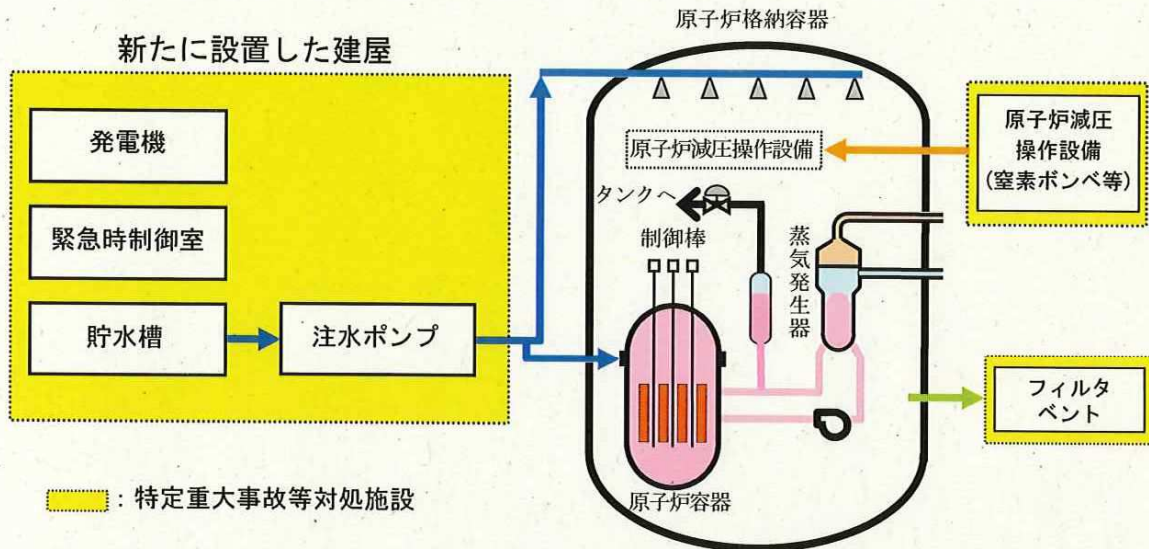 原子炉格納容器
新たに設置した建屋
発電機
緊急時制御室
貯水槽
注水ポンプ
原子炉減圧操作設備
タンクへ
制御棒
蒸気発生器
原子炉容器
原子炉減圧
操作設備
(窒素ボンベ等)
フィルタ
ベント
:特定重大事故等対処施設